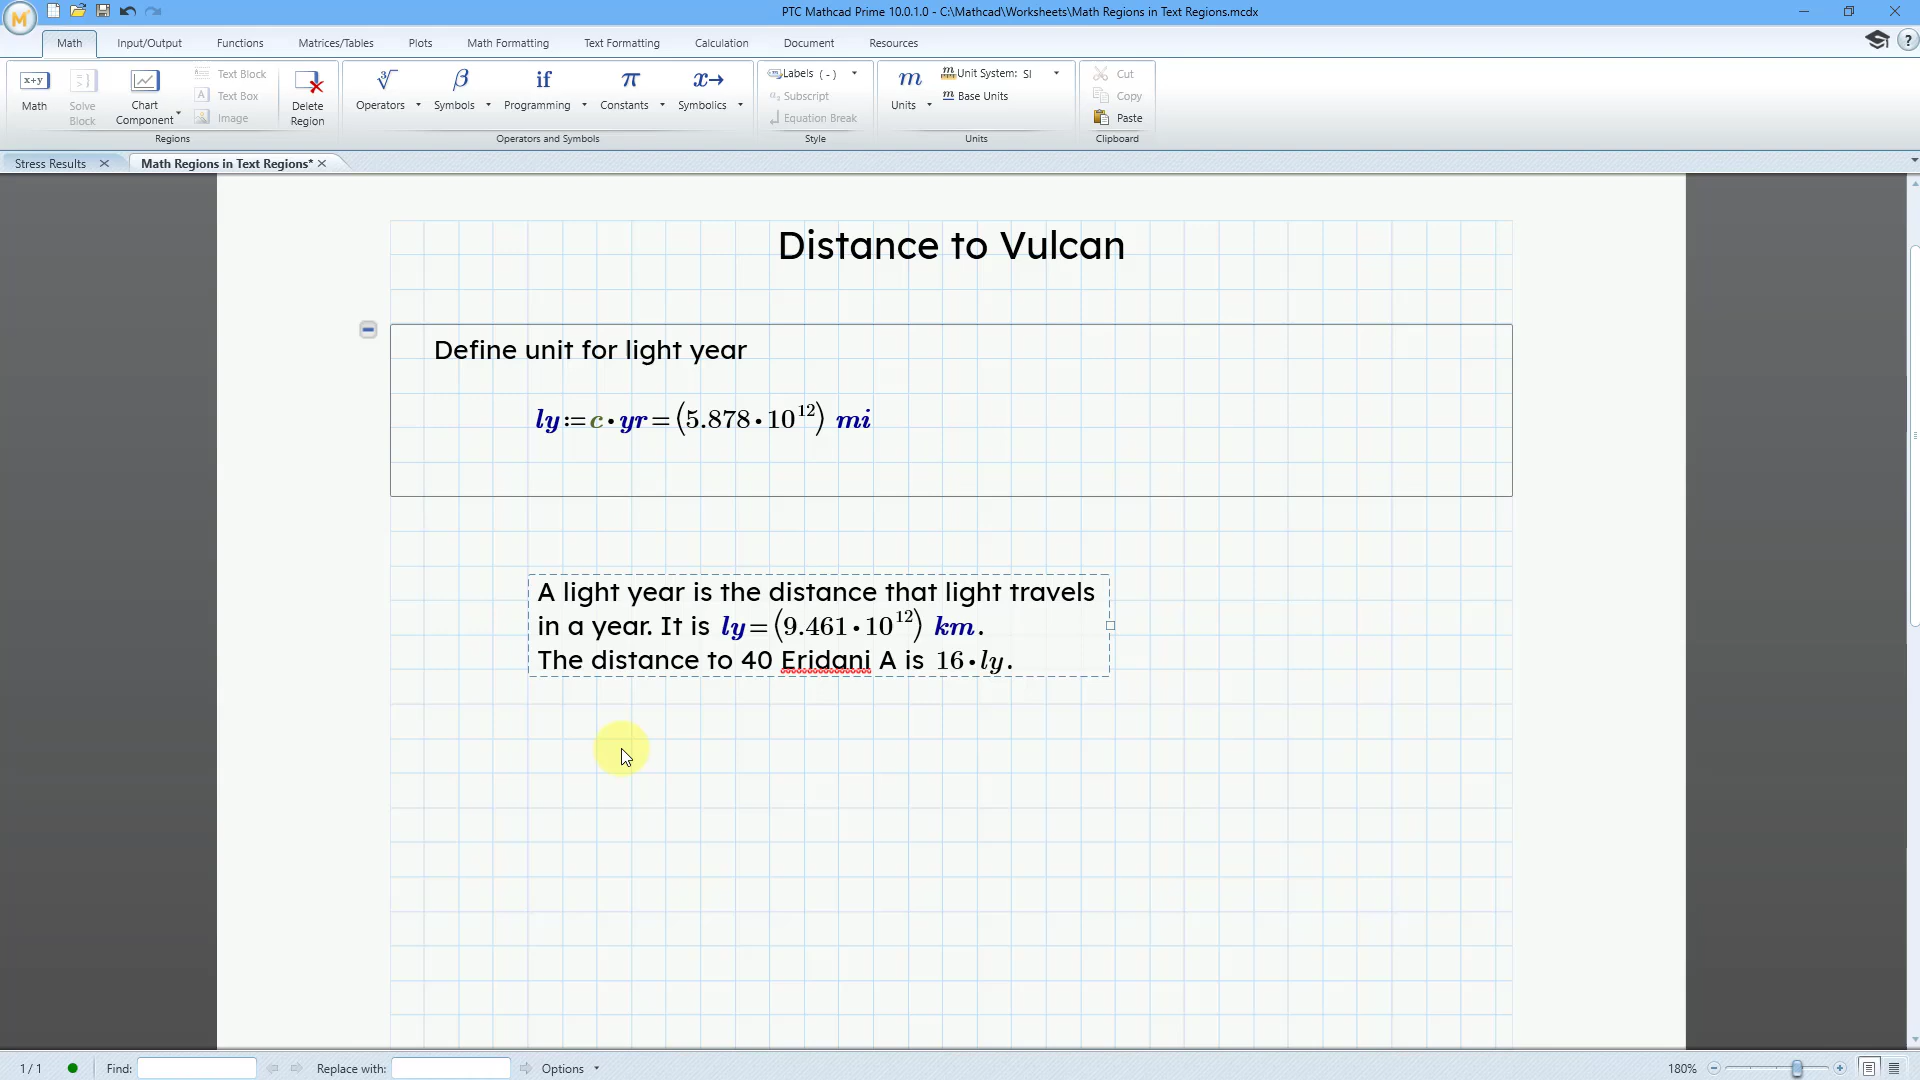 PTC Mathcad Prime 10.0.1.0 - C:\Mathcad\Worksheets\Math Regions in Text Regions.mcdx
Math Input/Output Functions Matrices/Tables Plots Math Formatting Text Formatting Calculation Document Resources
Math
Solve Block
Chart Component
Text Block
Text Box
Image
Delete Region
Regions
Operators Symbols Programming Constants Symbolics
Operators and Symbols
Labels ( - )
Subscript
Equation Break
Style
Units
Unit System: SI
Base Units
Units
Cut
Copy
Paste
Clipboard
Stress Results
Math Regions in Text Regions*
Distance to Vulcan
Define unit for light year
ly:=c·yr=(5.878·10¹²) mi
A light year is the distance that light travels
in a year. It is ly=(9.461·10¹²) km.
The distance to 40 Eridani A is 16·ly.
1 / 1 Find: Replace with: Options 180%